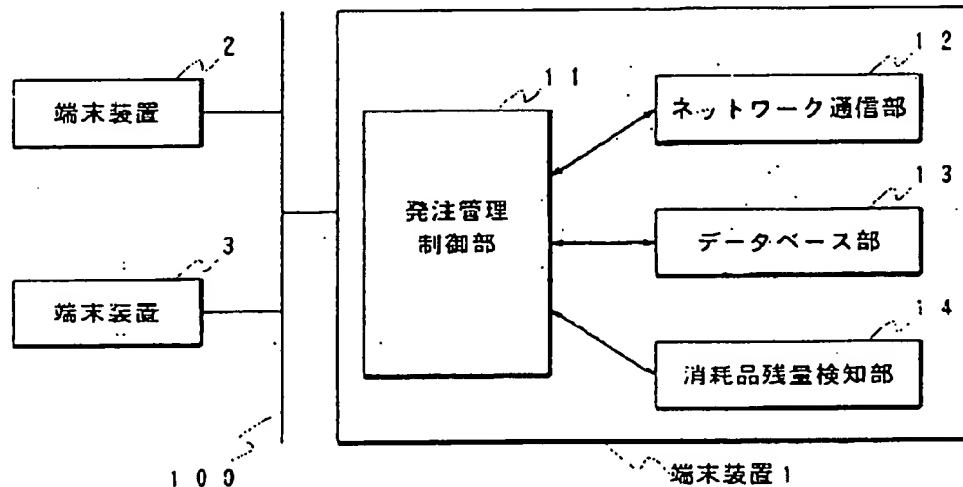 2
端末装置
3
端末装置
100
11
発注管理
制御部
12
ネットワーク通信部
13
データベース部
14
消耗品残量検知部
端末装置1